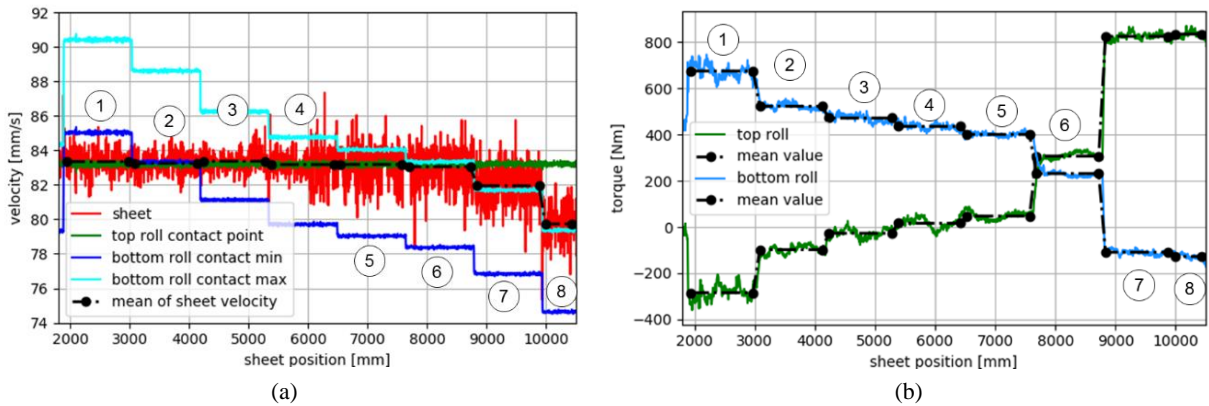 92
90
88
86
84
82
80
78
76
74
velocity [mm/s]
1
2
3
4
5
6
7
8
sheet
top roll contact point
bottom roll contact min
bottom roll contact max
mean of sheet velocity
2000 3000 4000 5000 6000 7000 8000 9000 10000
sheet position [mm]
(a)
800
600
400
200
0
−200
−400
torque [Nm]
1
2
3
4
5
6
7
8
top roll
mean value
bottom roll
mean value
2000 3000 4000 5000 6000 7000 8000 9000 10000
sheet position [mm]
(b)